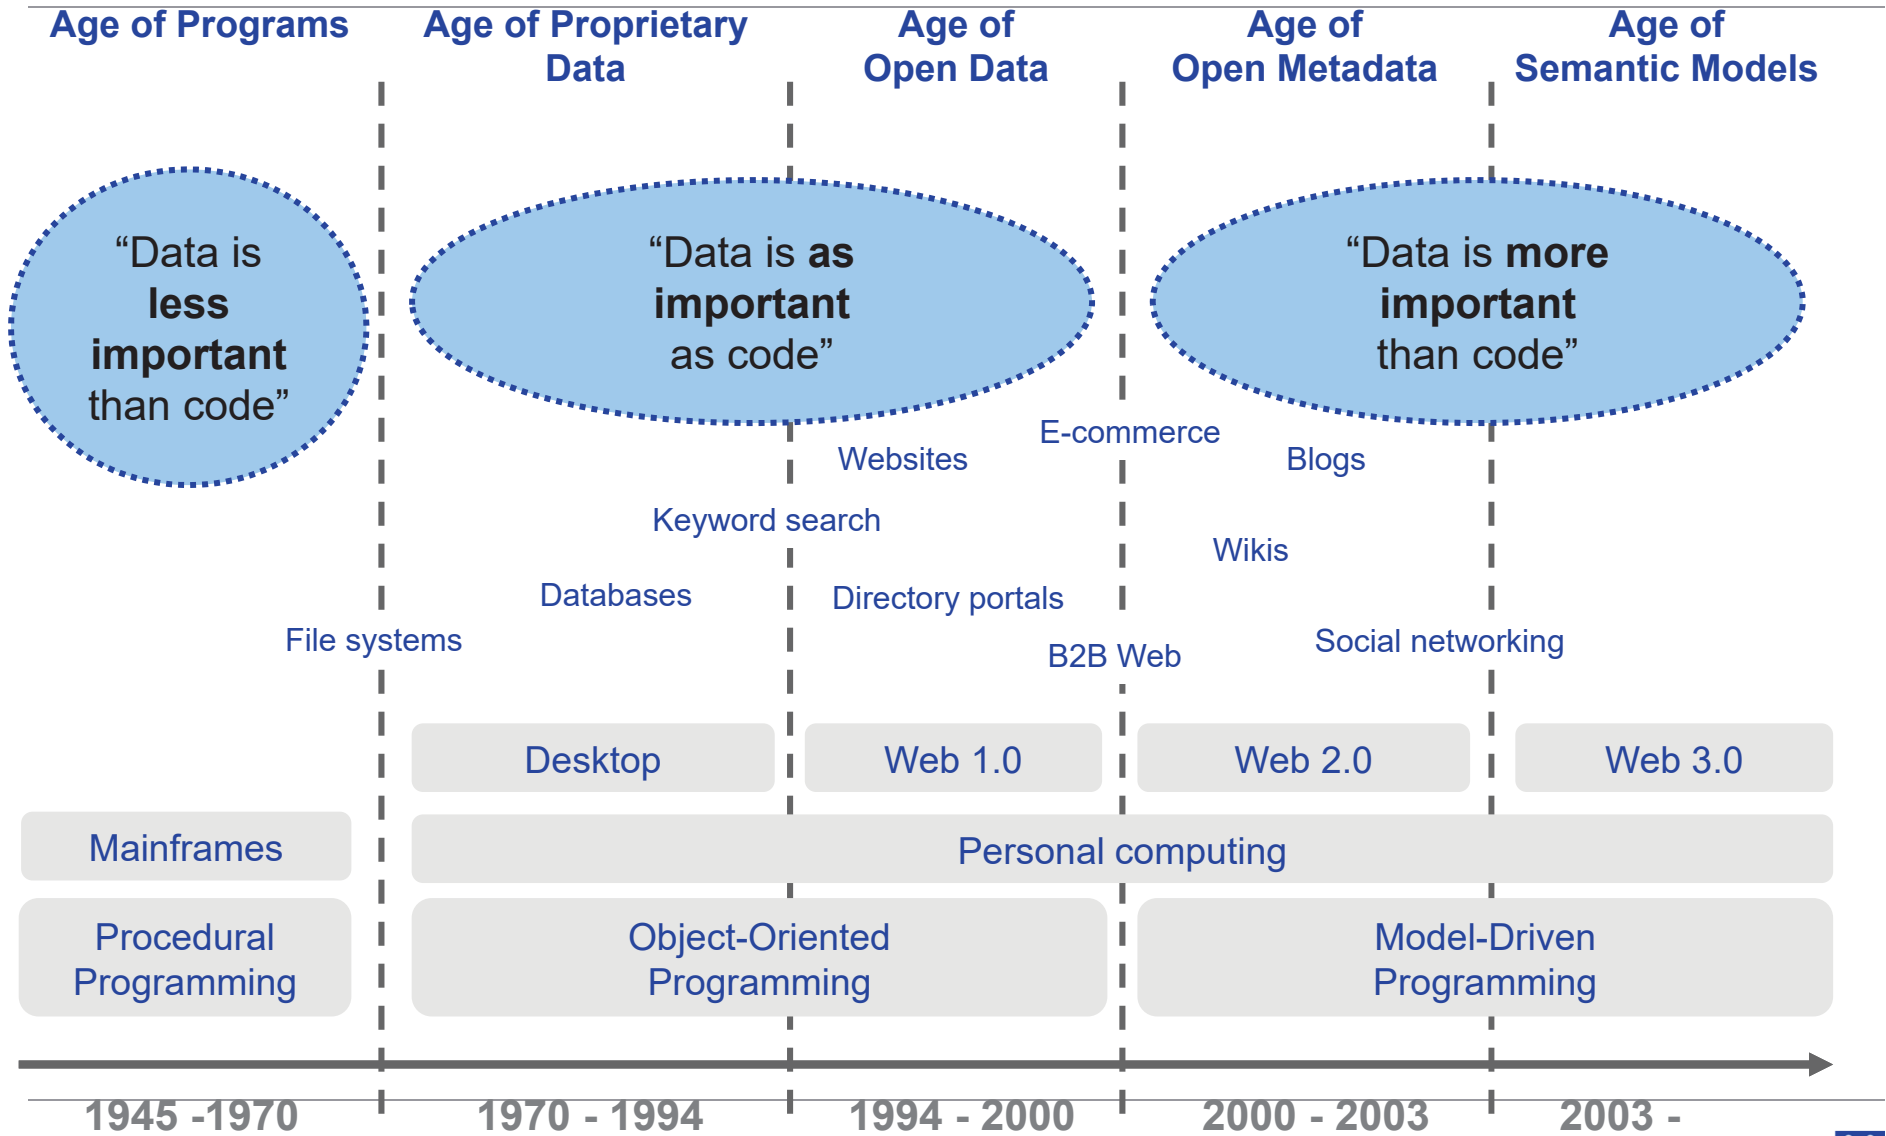 Age of Programs
Age of Proprietary
Data
Age of
Open Data
Age of
Open Metadata
Age of
Semantic Models
“Data is
less
important
than code”
“Data is as
important
as code”
“Data is more
important
than code”
E-commerce
Websites
Blogs
Keyword search
Wikis
Databases
Directory portals
File systems
Social networking
B2B Web
Desktop
Web 1.0
Web 2.0
Web 3.0
Mainframes
Personal computing
Procedural
Programming
Object-Oriented
Programming
Model-Driven
Programming
1945 -1970
1970 - 1994
1994 - 2000
2000 - 2003
2003 -